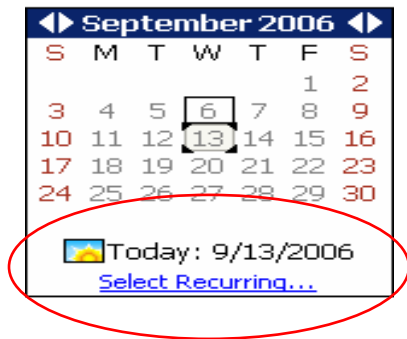 September 2006
S M T W T F S
1 2
3 4 5 6 7 8 9
10 11 12 13 14 15 16
17 18 19 20 21 22 23
24 25 26 27 28 29 30
Today: 9/13/2006
Select Recurring...